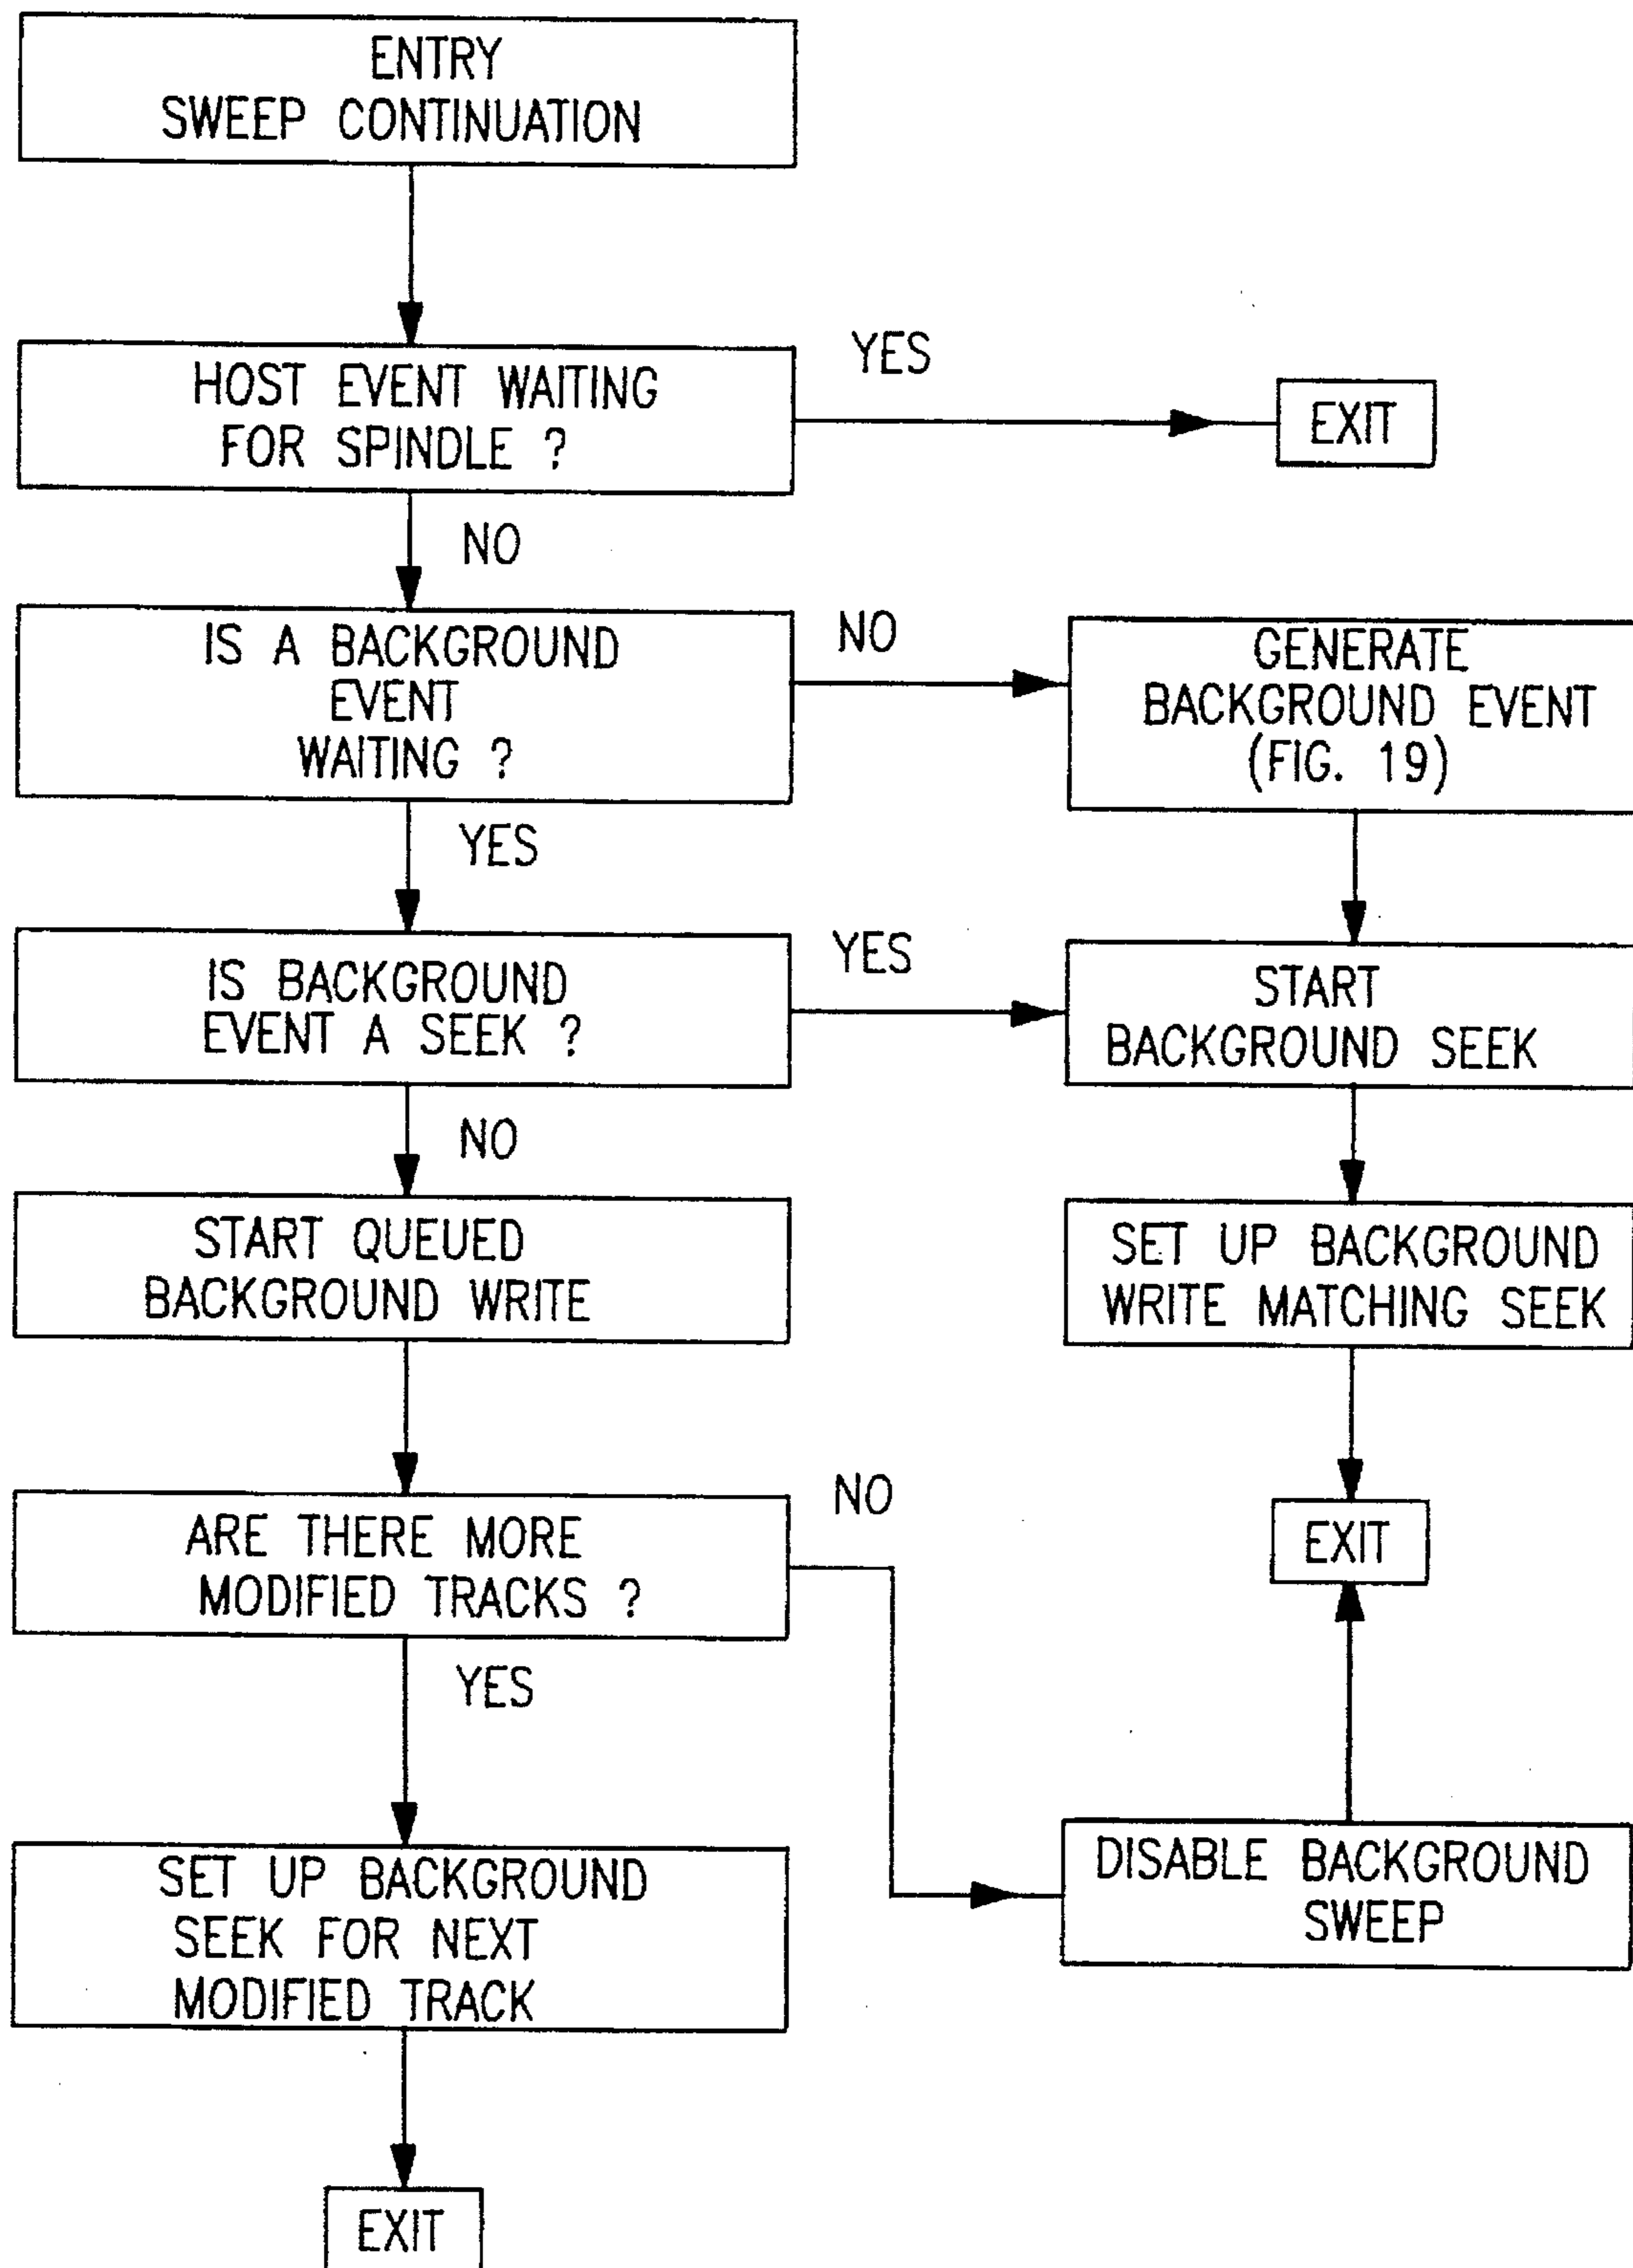 ENTRY
SWEEP CONTINUATION
HOST EVENT WAITING
FOR SPINDLE ?
YES
EXIT
NO
IS A BACKGROUND
EVENT
WAITING ?
NO
GENERATE
BACKGROUND EVENT
(FIG. 19)
YES
IS BACKGROUND
EVENT A SEEK ?
YES
START
BACKGROUND SEEK
NO
START QUEUED
BACKGROUND WRITE
SET UP BACKGROUND
WRITE MATCHING SEEK
ARE THERE MORE
MODIFIED TRACKS ?
NO
EXIT
YES
SET UP BACKGROUND
SEEK FOR NEXT
MODIFIED TRACK
DISABLE BACKGROUND
SWEEP
EXIT